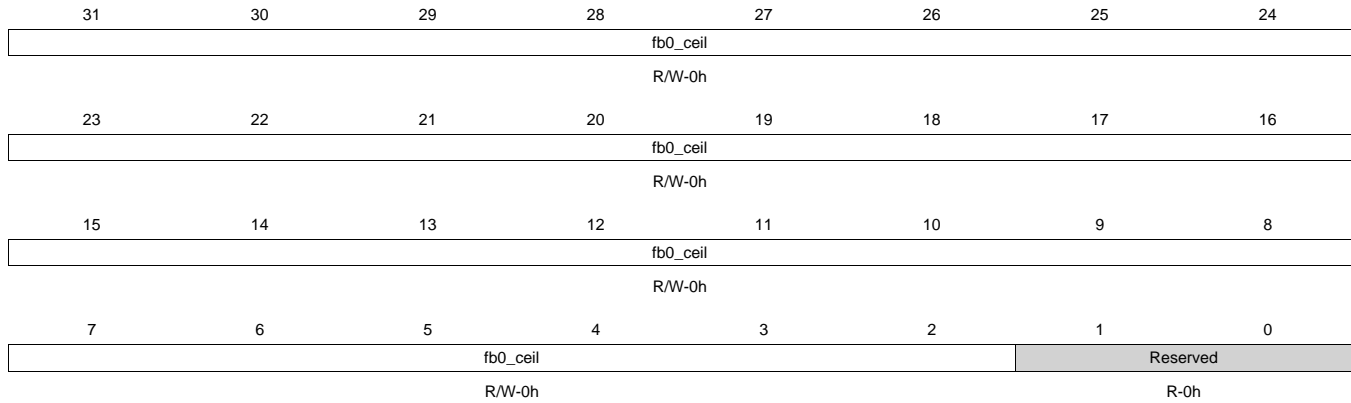 31 30 29 28 27 26 25 24
fb0_ceil
R/W-0h
23 22 21 20 19 18 17 16
fb0_ceil
R/W-0h
15 14 13 12 11 10 9 8
fb0_ceil
R/W-0h
7 6 5 4 3 2 1 0
fb0_ceil Reserved
R/W-0h R-0h